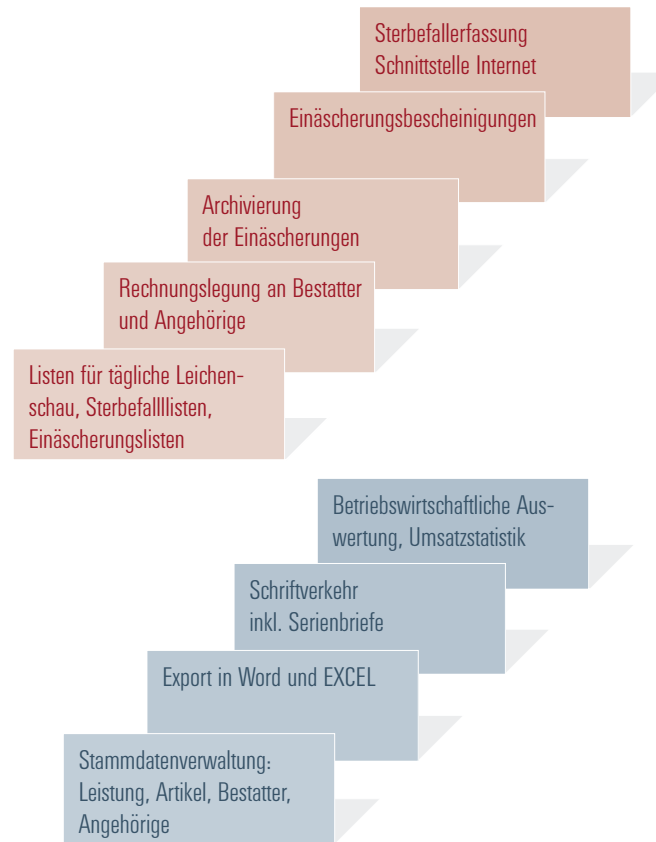 Sterbefallerfassung
Schnittstelle Internet
Einäscherungsbescheinigungen
Archivierung
der Einäscherungen
Rechnungslegung an Bestatter
und Angehörige
Listen für tägliche Leichen-
schau, Sterbefalllisten,
Einäscherungslisten
Betriebswirtschaftliche Aus-
wertung, Umsatzstatistik
Schriftverkehr
inkl. Serienbriefe
Export in Word und EXCEL
Stammdatenverwaltung:
Leistung, Artikel, Bestatter,
Angehörige